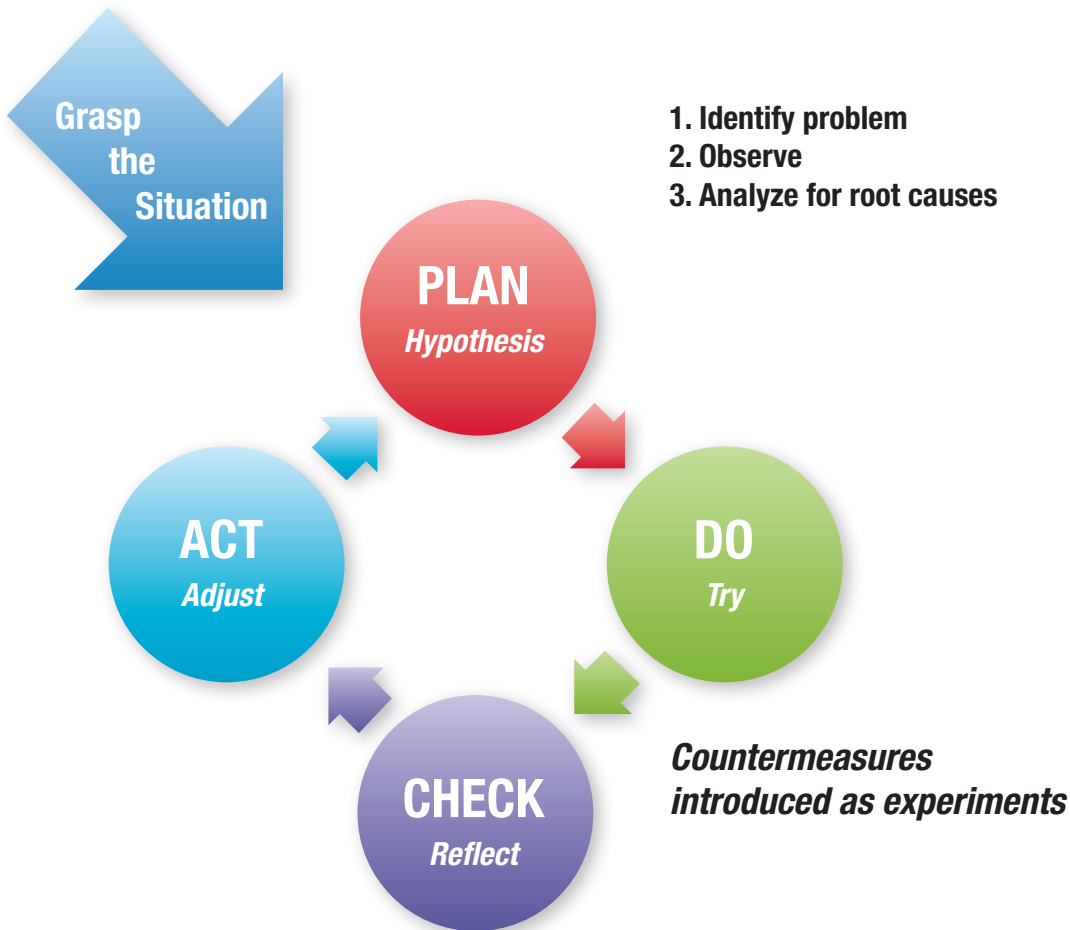 Grasp
the
Situation
1. Identify problem
2. Observe
3. Analyze for root causes
PLAN
Hypothesis
DO
Try
Countermeasures
introduced as experiments
CHECK
Reflect
ACT
Adjust